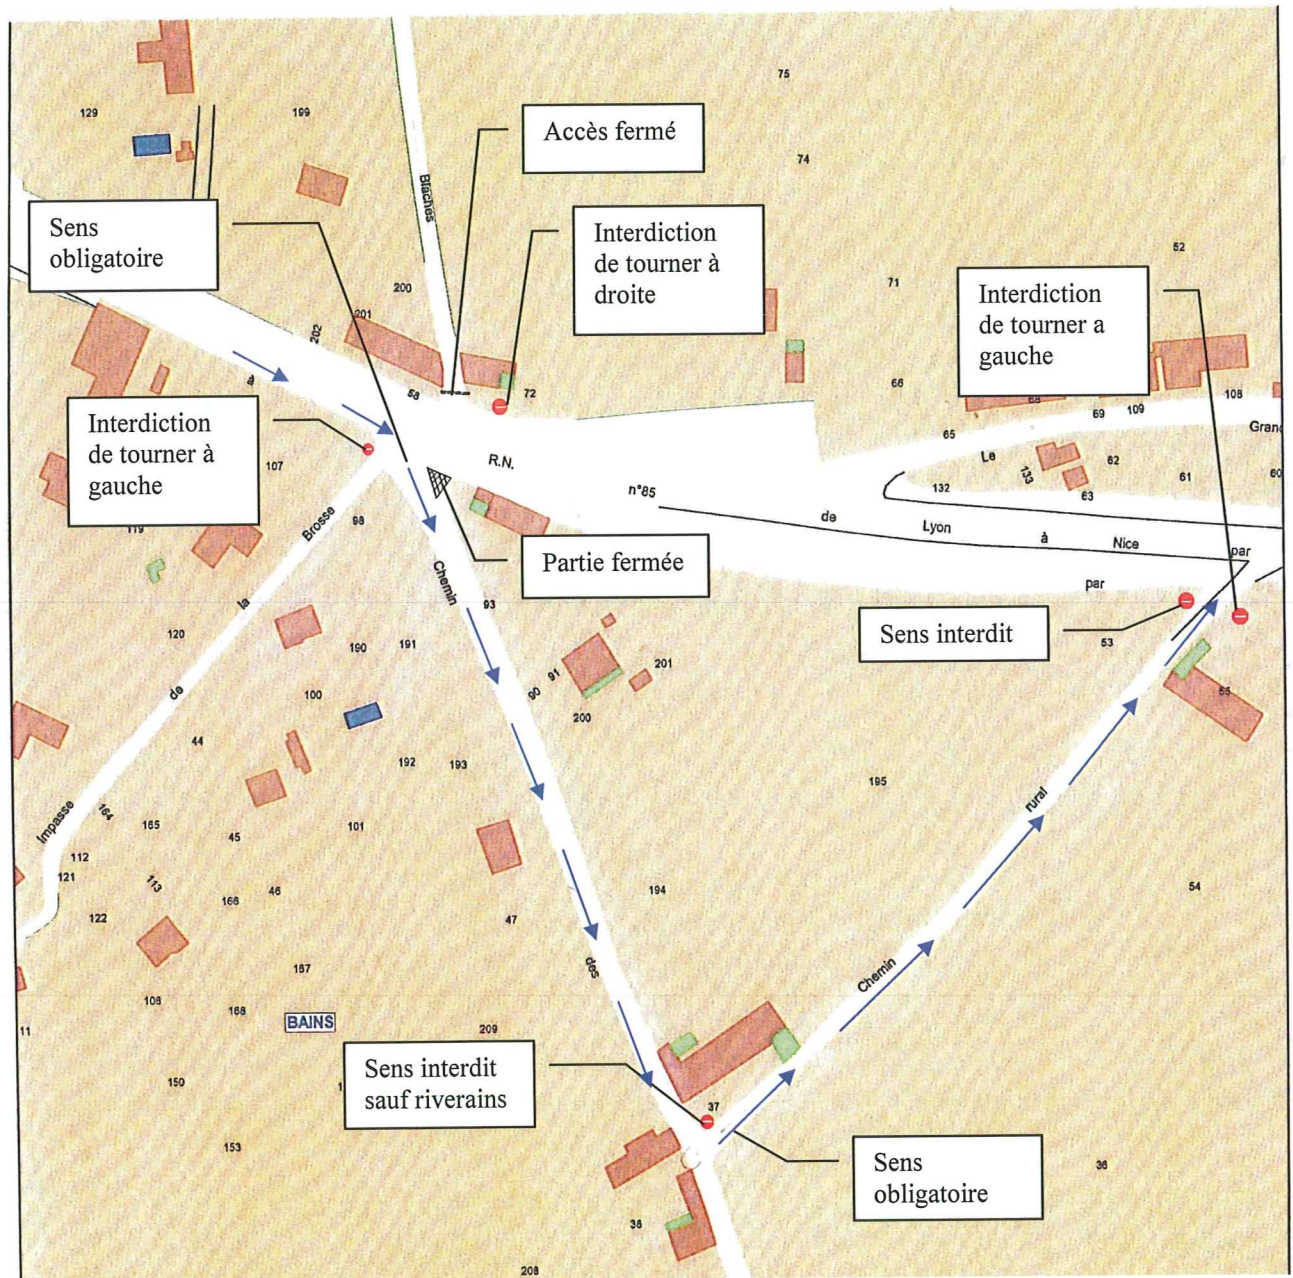 75
129
199
Accès fermé
74
Blaches
Sens
obligatoire
Interdiction
de tourner à
droite
52
200
71
Interdiction
de tourner a
gauche
201
202
à
58
72
66
68
69
109
108
65
Interdiction
de tourner à
gauche
R.N.
Le
Grand
107
133
62
61
60
n°85
132
63
119
98
Brosse
de
Lyon
à
Nice
par
Partie fermée
par
Chemin
93
la
Sens interdit
53
120
190
191
91
201
de
100
90
200
55
44
192
193
195
rural
Impasse
164
165
45
101
112
121
113
46
194
54
122
166
47
167
des
Chemin
108
168
BAINS
209
11
Sens interdit
sauf riverains
150
1
37
153
Sens
obligatoire
36
38
208